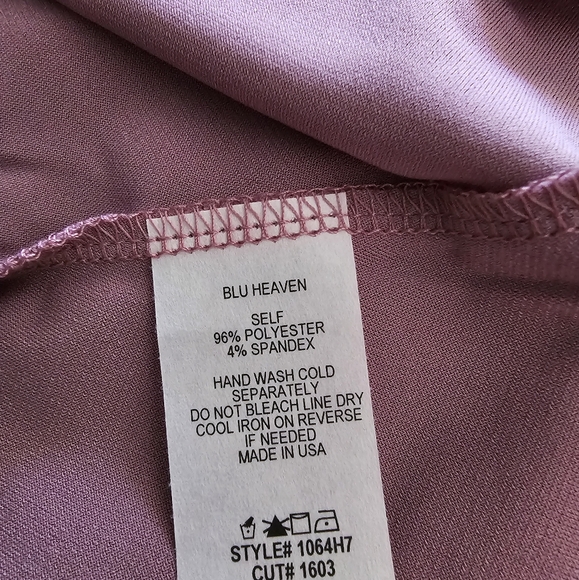 BLU HEAVEN
SELF
96% POLYESTER
4% SPANDEX
HAND WASH COLD
SEPARATELY
DO NOT BLEACH LINE DRY
COOL IRON ON REVERSE
IF NEEDED
MADE IN USA
STYLE# 1064H7
CUT# 1603